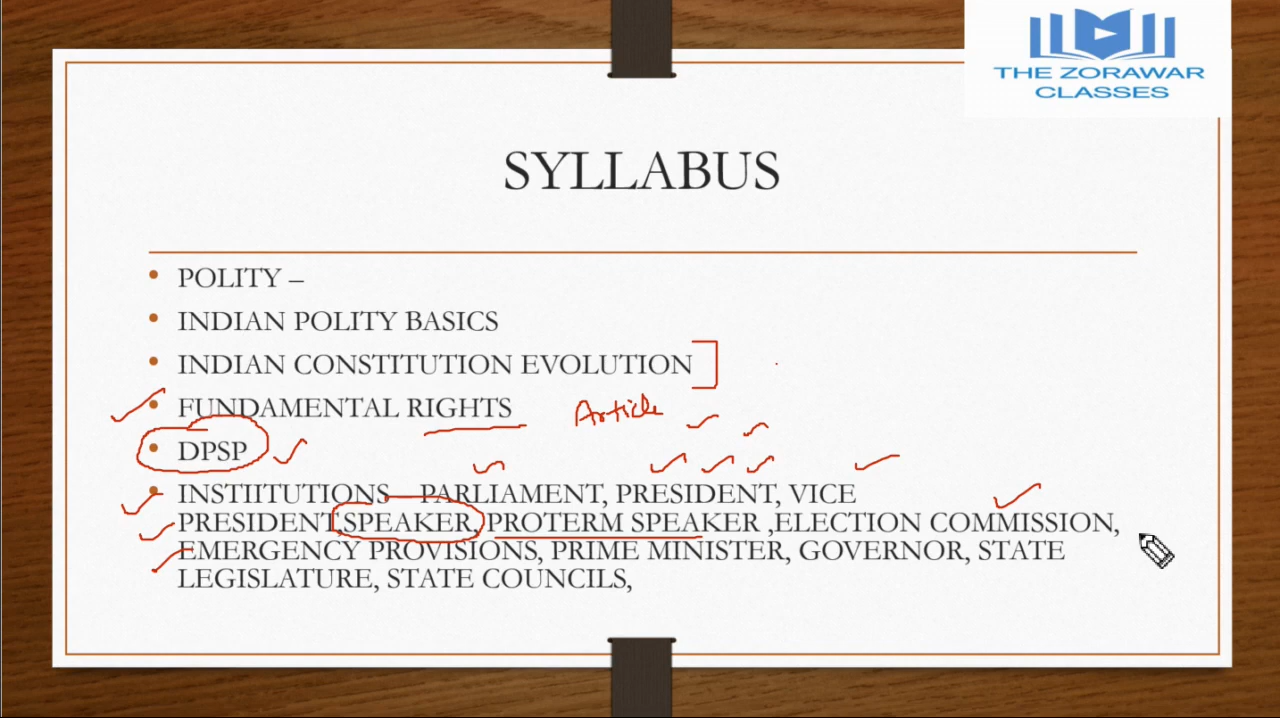 THE ZORAWAR
CLASSES
SYLLABUS
• POLITY –
• INDIAN POLITY BASICS
• INDIAN CONSTITUTION EVOLUTION
• FUNDAMENTAL RIGHTS Article
• DPSP
• INSTIITUTIONS – PARLIAMENT, PRESIDENT, VICE
PRESIDENT,SPEAKER, PROTERM SPEAKER ,ELECTION COMMISSION,
EMERGENCY PROVISIONS, PRIME MINISTER, GOVERNOR, STATE
LEGISLATURE, STATE COUNCILS,